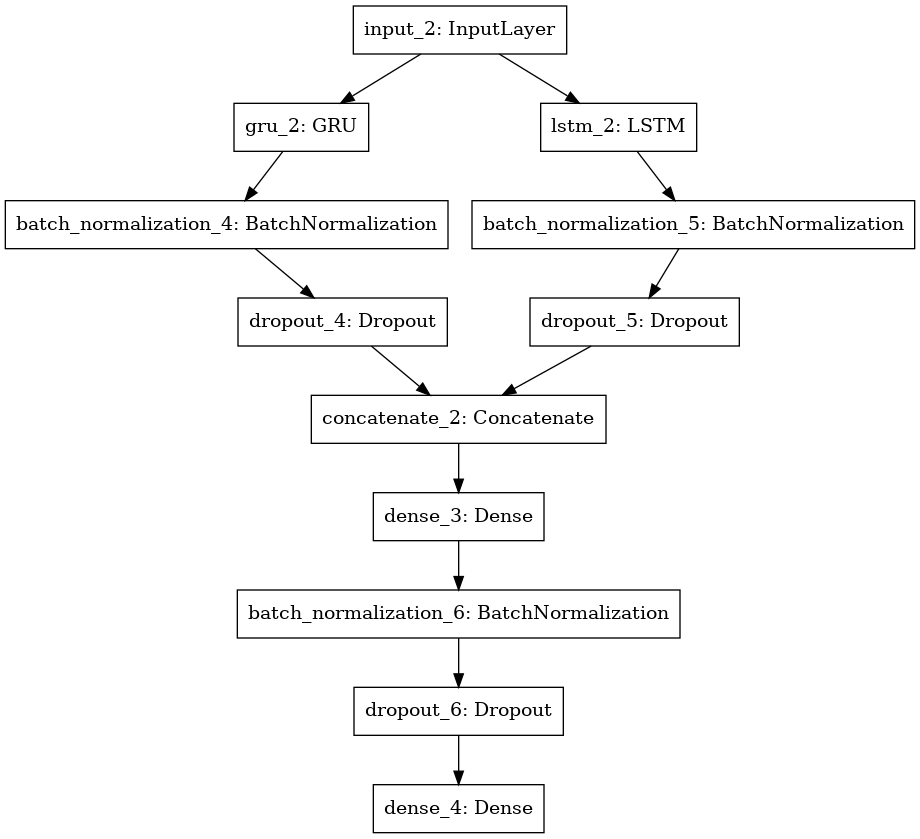 input_2: InputLayer
gru_2: GRU
lstm_2: LSTM
batch_normalization_4: BatchNormalization
batch_normalization_5: BatchNormalization
dropout_4: Dropout
dropout_5: Dropout
concatenate_2: Concatenate
dense_3: Dense
batch_normalization_6: BatchNormalization
dropout_6: Dropout
dense_4: Dense